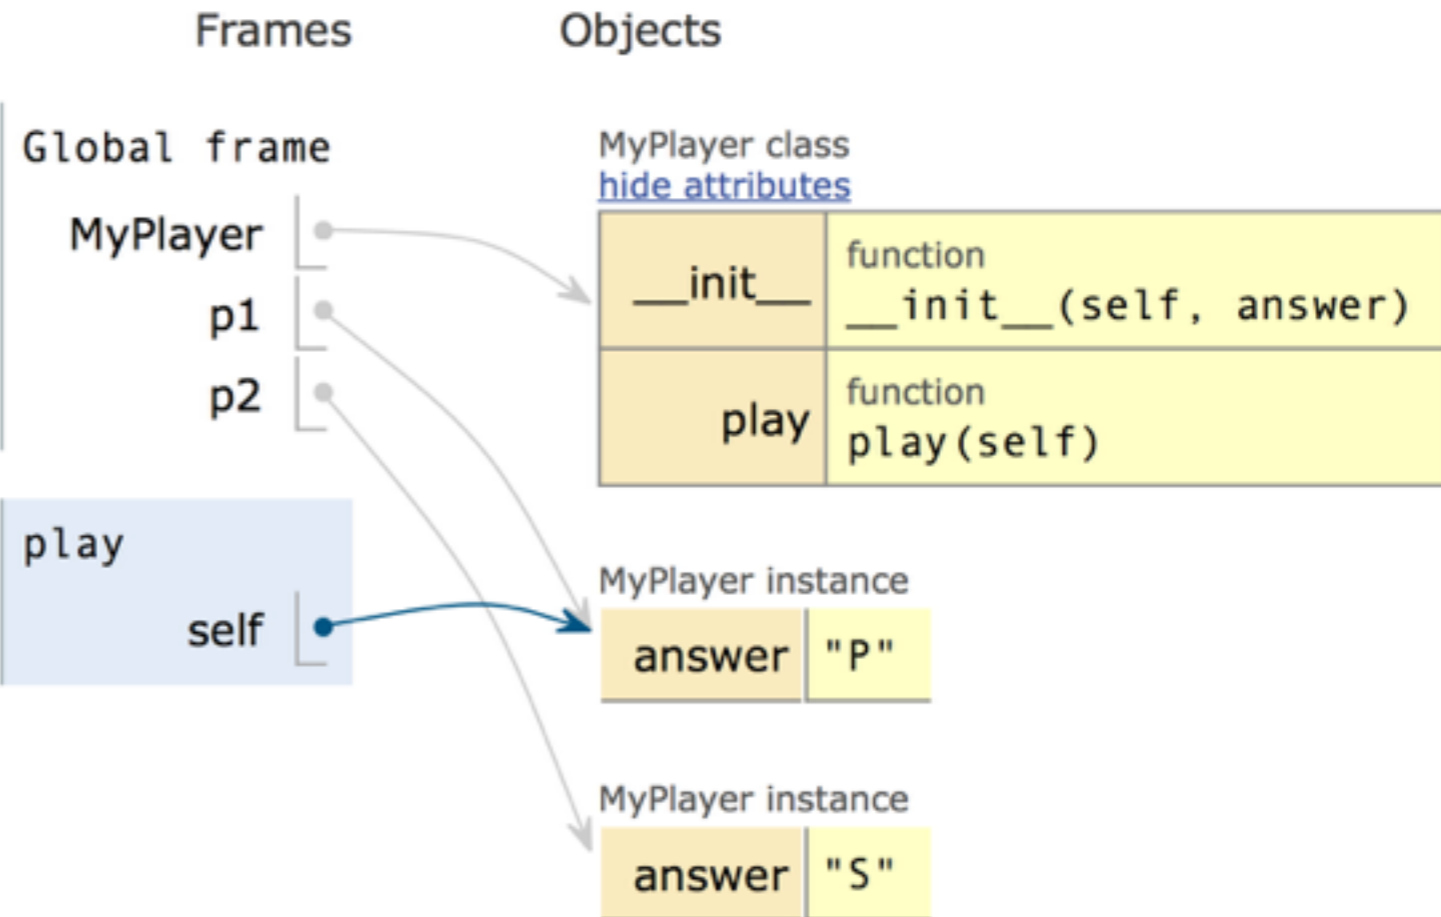 Frames Objects
Global frame
MyPlayer
p1
p2
play
self
MyPlayer class
hide attributes
__init__ function
__init__(self, answer)
play function
play(self)
MyPlayer instance
answer "P"
MyPlayer instance
answer "S"